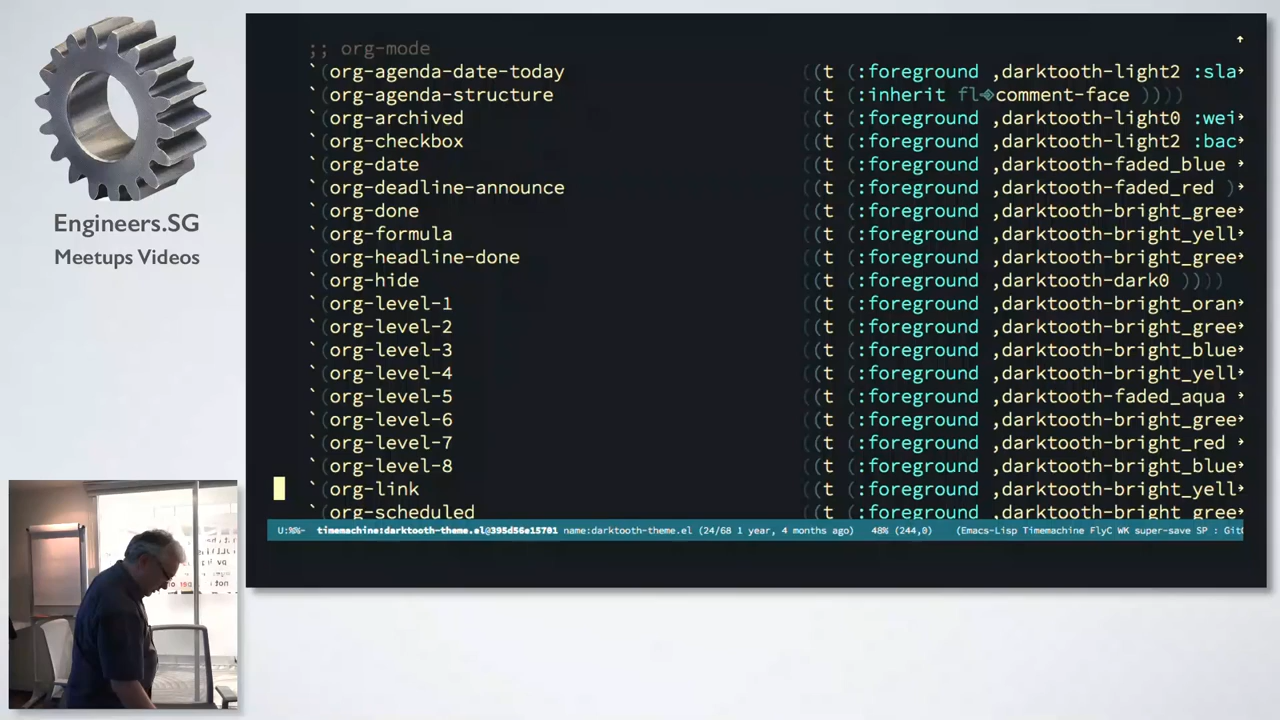 Engineers.SG
Meetups Videos
;; org-mode
`(org-agenda-date-today ((t (:foreground ,darktooth-light2 :sla
`(org-agenda-structure ((t (:inherit fl comment-face ))))
`(org-archived ((t (:foreground ,darktooth-light0 :wei
`(org-checkbox ((t (:foreground ,darktooth-light2 :bac
`(org-date ((t (:foreground ,darktooth-faded_blue
`(org-deadline-announce ((t (:foreground ,darktooth-faded_red )
`(org-done ((t (:foreground ,darktooth-bright_gree
`(org-formula ((t (:foreground ,darktooth-bright_yell
`(org-headline-done ((t (:foreground ,darktooth-bright_gree
`(org-hide ((t (:foreground ,darktooth-dark0 ))))
`(org-level-1 ((t (:foreground ,darktooth-bright_oran
`(org-level-2 ((t (:foreground ,darktooth-bright_gree
`(org-level-3 ((t (:foreground ,darktooth-bright_blue
`(org-level-4 ((t (:foreground ,darktooth-bright_yell
`(org-level-5 ((t (:foreground ,darktooth-faded_aqua
`(org-level-6 ((t (:foreground ,darktooth-bright_gree
`(org-level-7 ((t (:foreground ,darktooth-bright_red
`(org-level-8 ((t (:foreground ,darktooth-bright_blue
`(org-link ((t (:foreground ,darktooth-bright_yell
`(org-scheduled ((t (:foreground ,darktooth-bright_gree
U:%%- timemachine:darktooth-theme.el@395d56e15701 name:darktooth-theme.el (24/68 1 year, 4 months ago) 48% (244,0) (Emacs-Lisp Timemachine FlyC WK super-save SP : Git